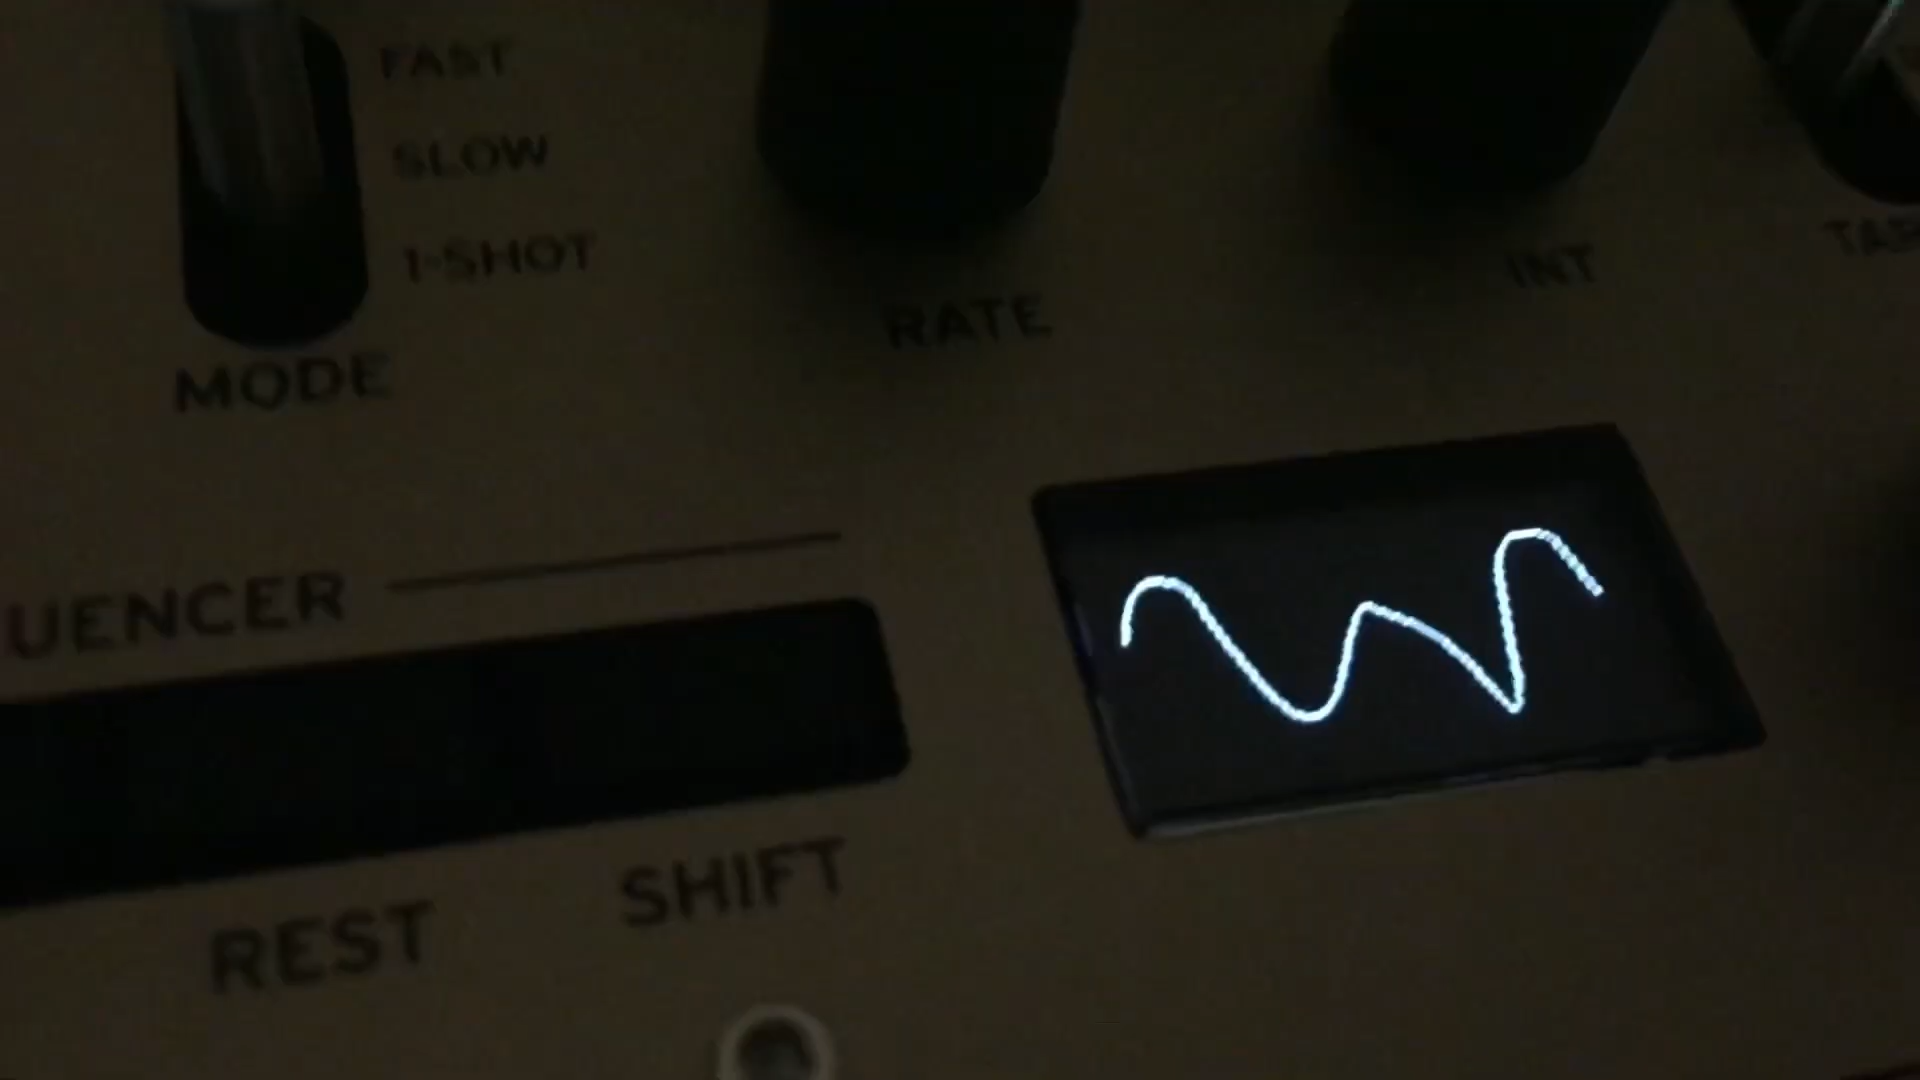 FAST
SLOW
1-SHOT
MODE
RATE
INT
UENCER
REST
SHIFT